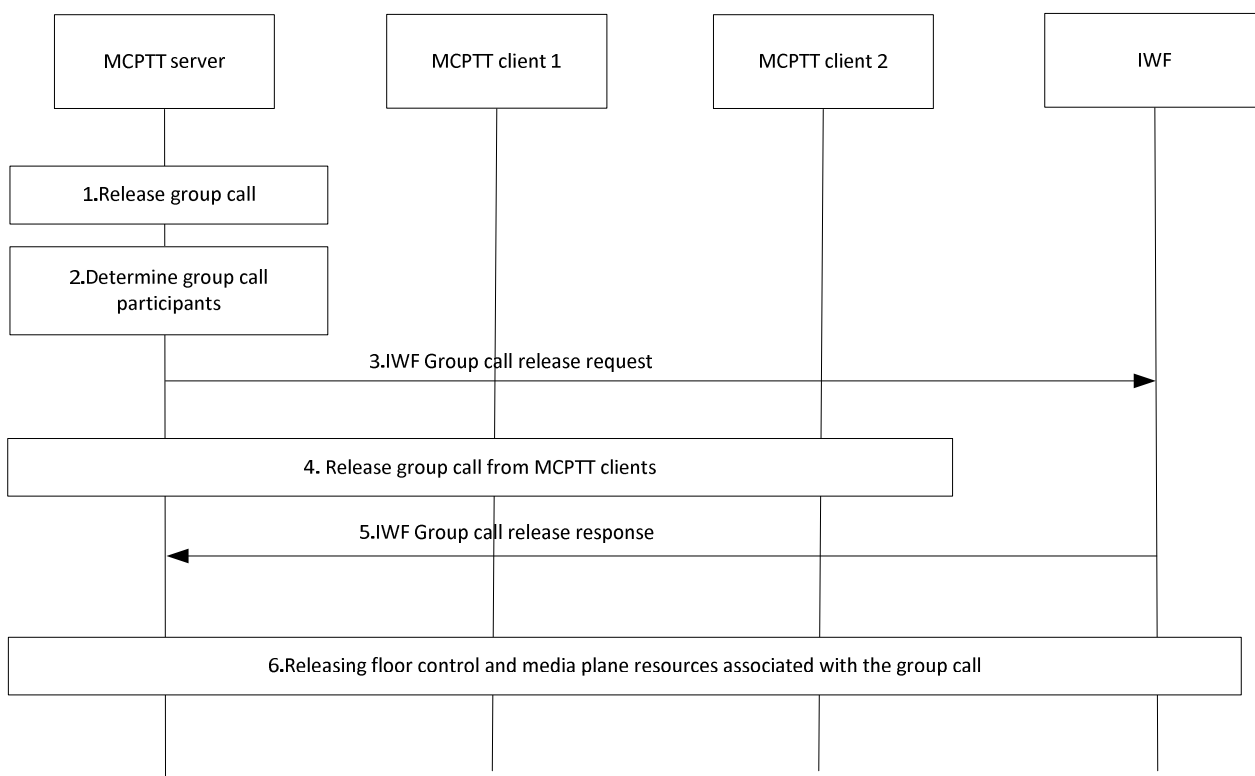 MCPTT server
MCPTT client 1
MCPTT client 2
IWF
1.Release group call
2.Determine group call
participants
3.IWF Group call release request
4. Release group call from MCPTT clients
5.IWF Group call release response
6.Releasing floor control and media plane resources associated with the group call